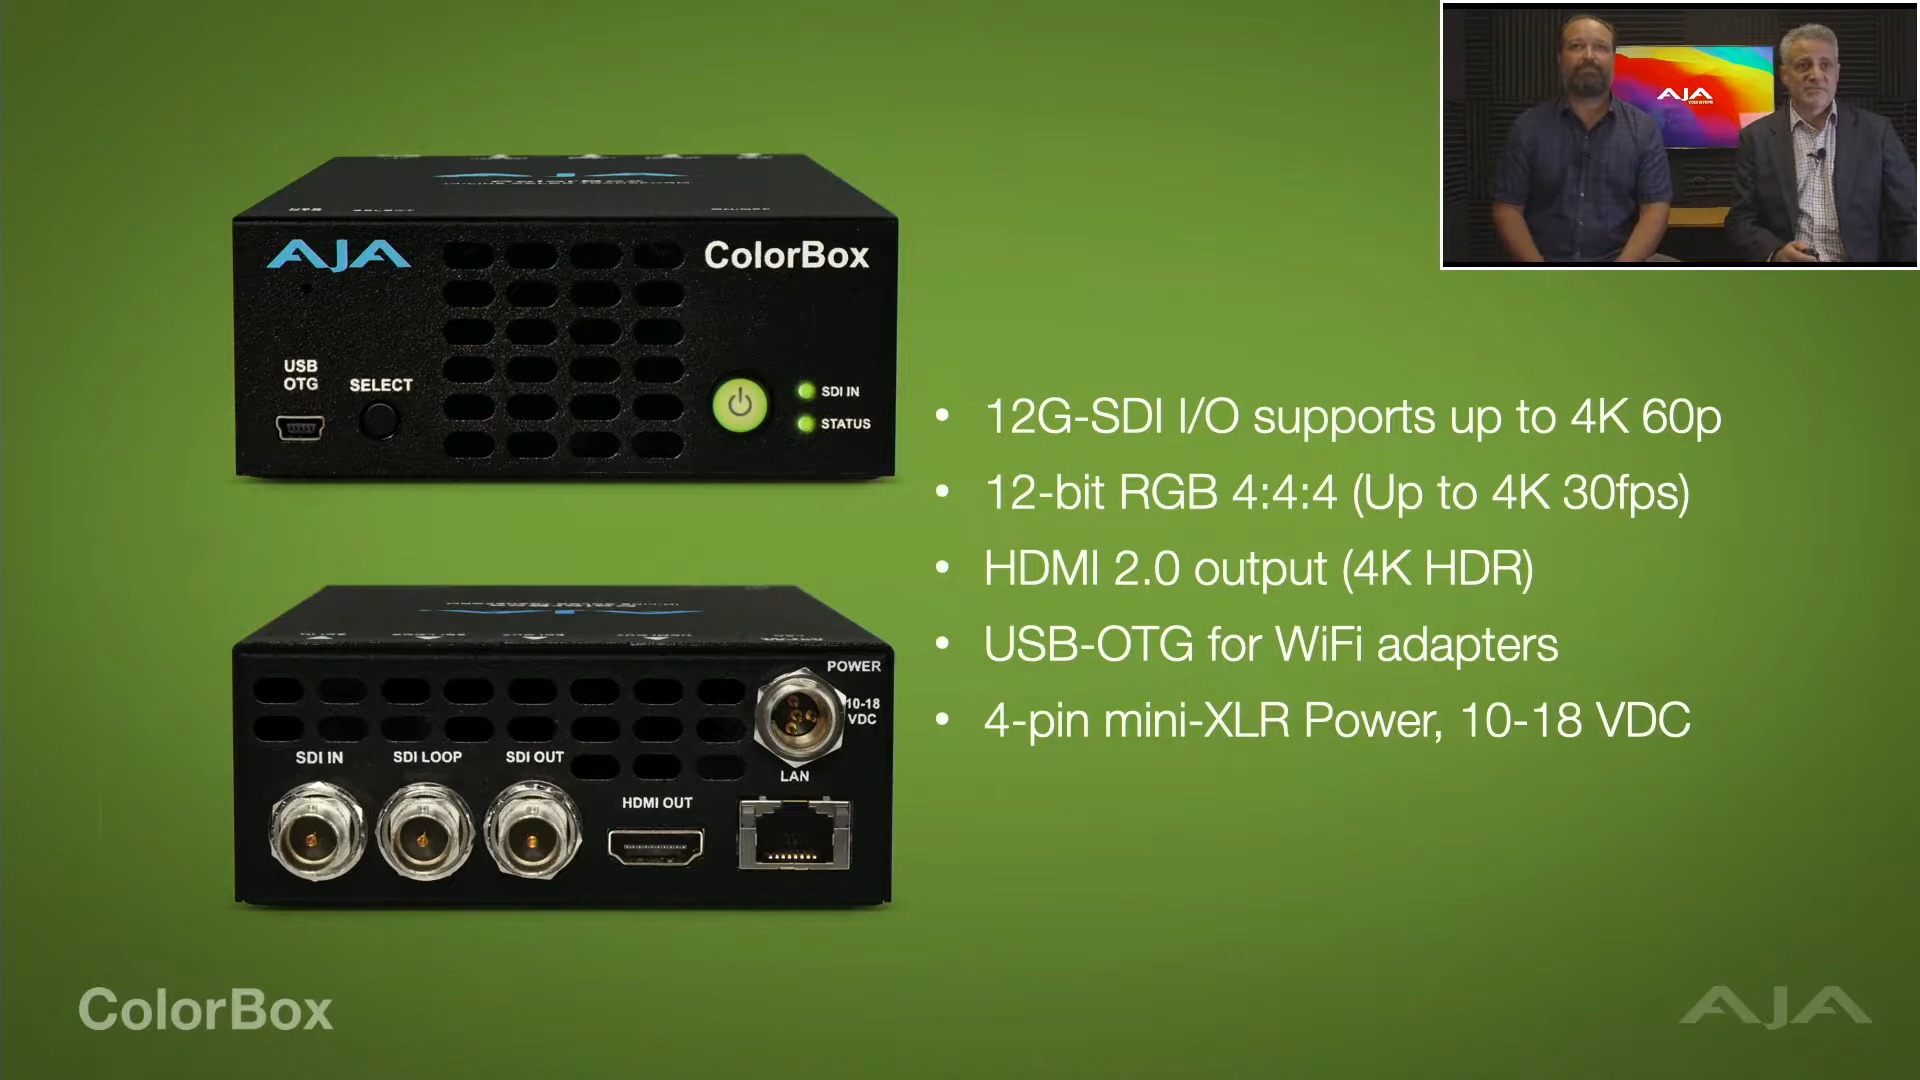 AJA
AJA
ColorBox
USB
OTG
SELECT
SDI IN
STATUS
• 12G-SDI I/O supports up to 4K 60p
• 12-bit RGB 4:4:4 (Up to 4K 30fps)
• HDMI 2.0 output (4K HDR)
• USB-OTG for WiFi adapters
• 4-pin mini-XLR Power, 10-18 VDC
POWER
10-18
VDC
SDI IN
SDI LOOP
SDI OUT
LAN
HDMI OUT
ColorBox
AJA